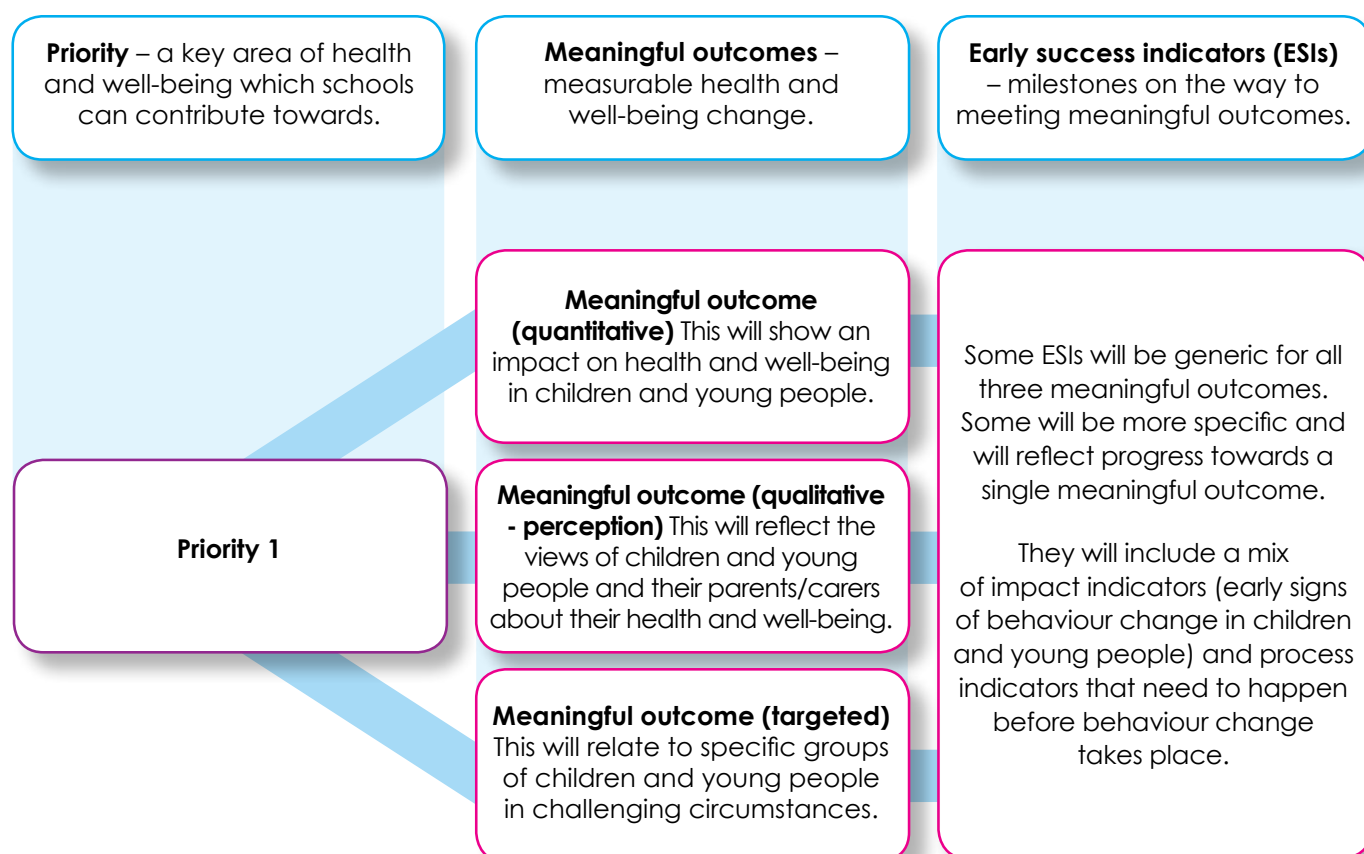 Priority – a key area of health
and well-being which schools
can contribute towards.
Meaningful outcomes –
measurable health and
well-being change.
Early success indicators (ESIs)
– milestones on the way to
meeting meaningful outcomes.
Priority 1
Meaningful outcome
(quantitative) This will show an
impact on health and well-being
in children and young people.
Meaningful outcome (qualitative
- perception) This will reflect the
views of children and young
people and their parents/carers
about their health and well-being.
Meaningful outcome (targeted)
This will relate to specific groups
of children and young people
in challenging circumstances.
Some ESIs will be generic for all
three meaningful outcomes.
Some will be more specific and
will reflect progress towards a
single meaningful outcome.
They will include a mix
of impact indicators (early signs
of behaviour change in children
and young people) and process
indicators that need to happen
before behaviour change
takes place.